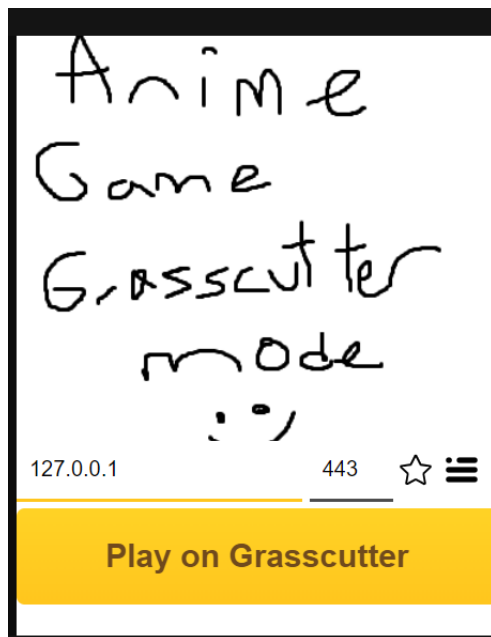 Anime
Game
Grasscutter
mode
:)
127.0.0.1 443
Play on Grasscutter